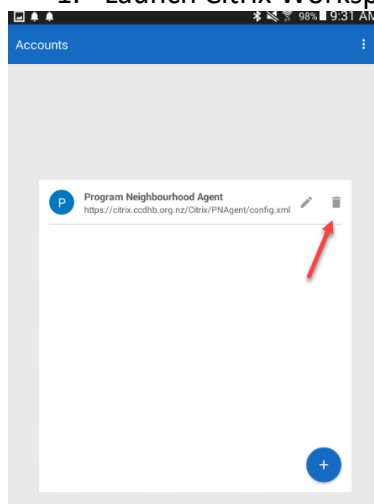 1. Launch Citrix Worksp
98% 9:31 AM
Accounts
P
Program Neighbourhood Agent
https://citrix.ccdhb.org.nz/Citrix/PNAgent/config.xml
+